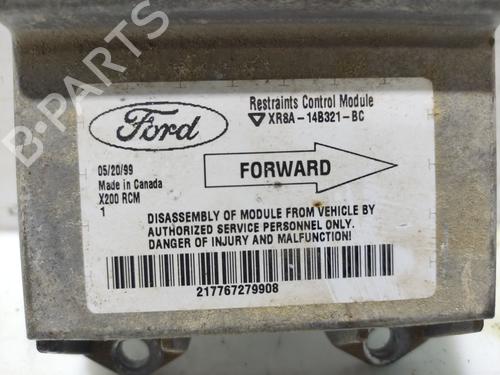 Ford
Restraints Control Module
XR8A-14B321-BC
05/20/99
Made in Canada
X200 RCM
1
FORWARD
DISASSEMBLY OF MODULE FROM VEHICLE BY
AUTHORIZED SERVICE PERSONNEL ONLY.
DANGER OF INJURY AND MALFUNCTION!
217767279908
B-PARTS